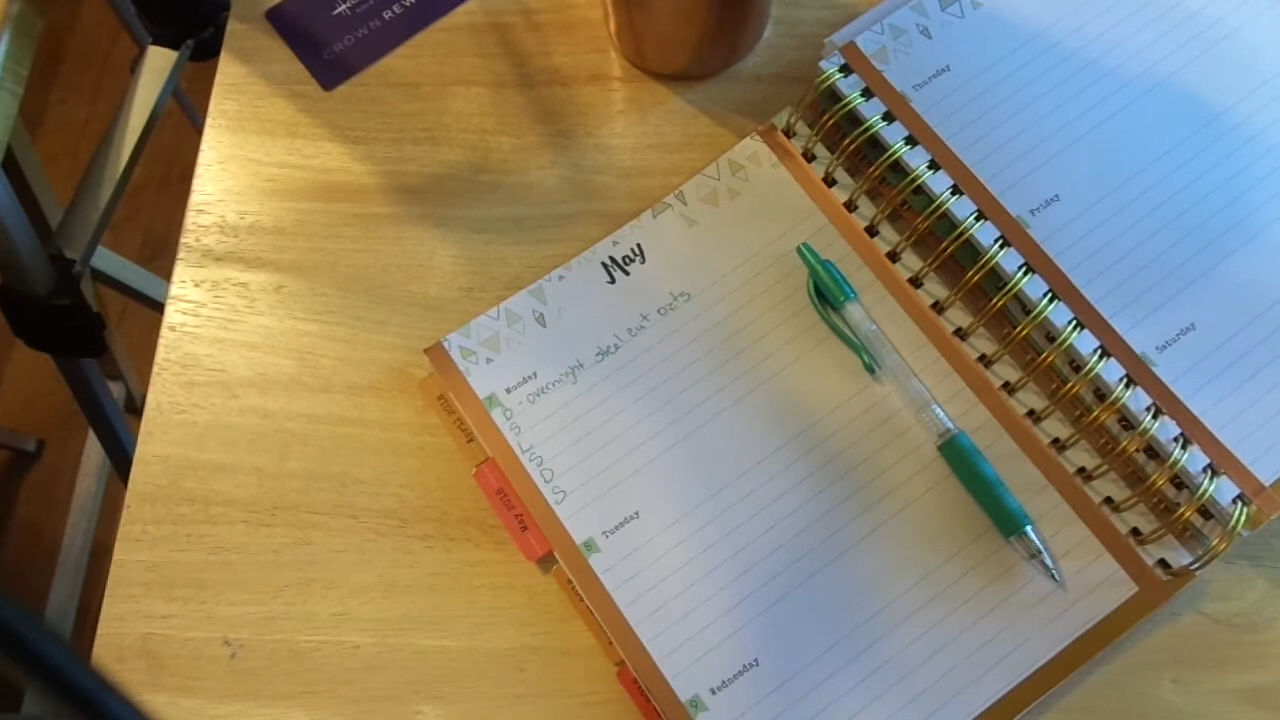 CROWN REW
May
7 Monday
B - overnight steel cut oats
S
L
S
D
S
8 Tuesday
9 Wednesday
Thursday
Friday
Saturday
April 2018
May 2018